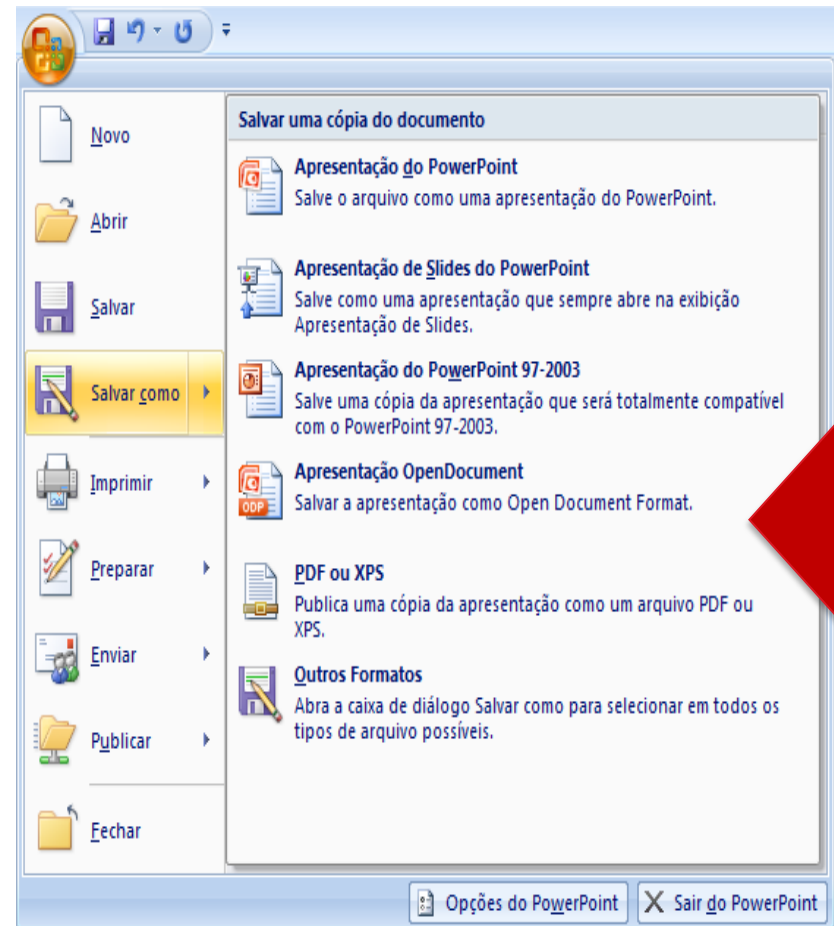 Novo
Abrir
Salvar
Salvar como
Imprimir
Preparar
Enviar
Publicar
Fechar
Salvar uma cópia do documento
Apresentação do PowerPoint
Salve o arquivo como uma apresentação do PowerPoint.
Apresentação de Slides do PowerPoint
Salve como uma apresentação que sempre abre na exibição
Apresentação de Slides.
Apresentação do PowerPoint 97-2003
Salve uma cópia da apresentação que será totalmente compatível
com o PowerPoint 97-2003.
Apresentação OpenDocument
ODP
Salvar a apresentação como Open Document Format.
PDF ou XPS
Publica uma cópia da apresentação como um arquivo PDF ou
XPS.
Outros Formatos
Abra a caixa de diálogo Salvar como para selecionar em todos os
tipos de arquivo possíveis.
Opções do PowerPoint
Sair do PowerPoint